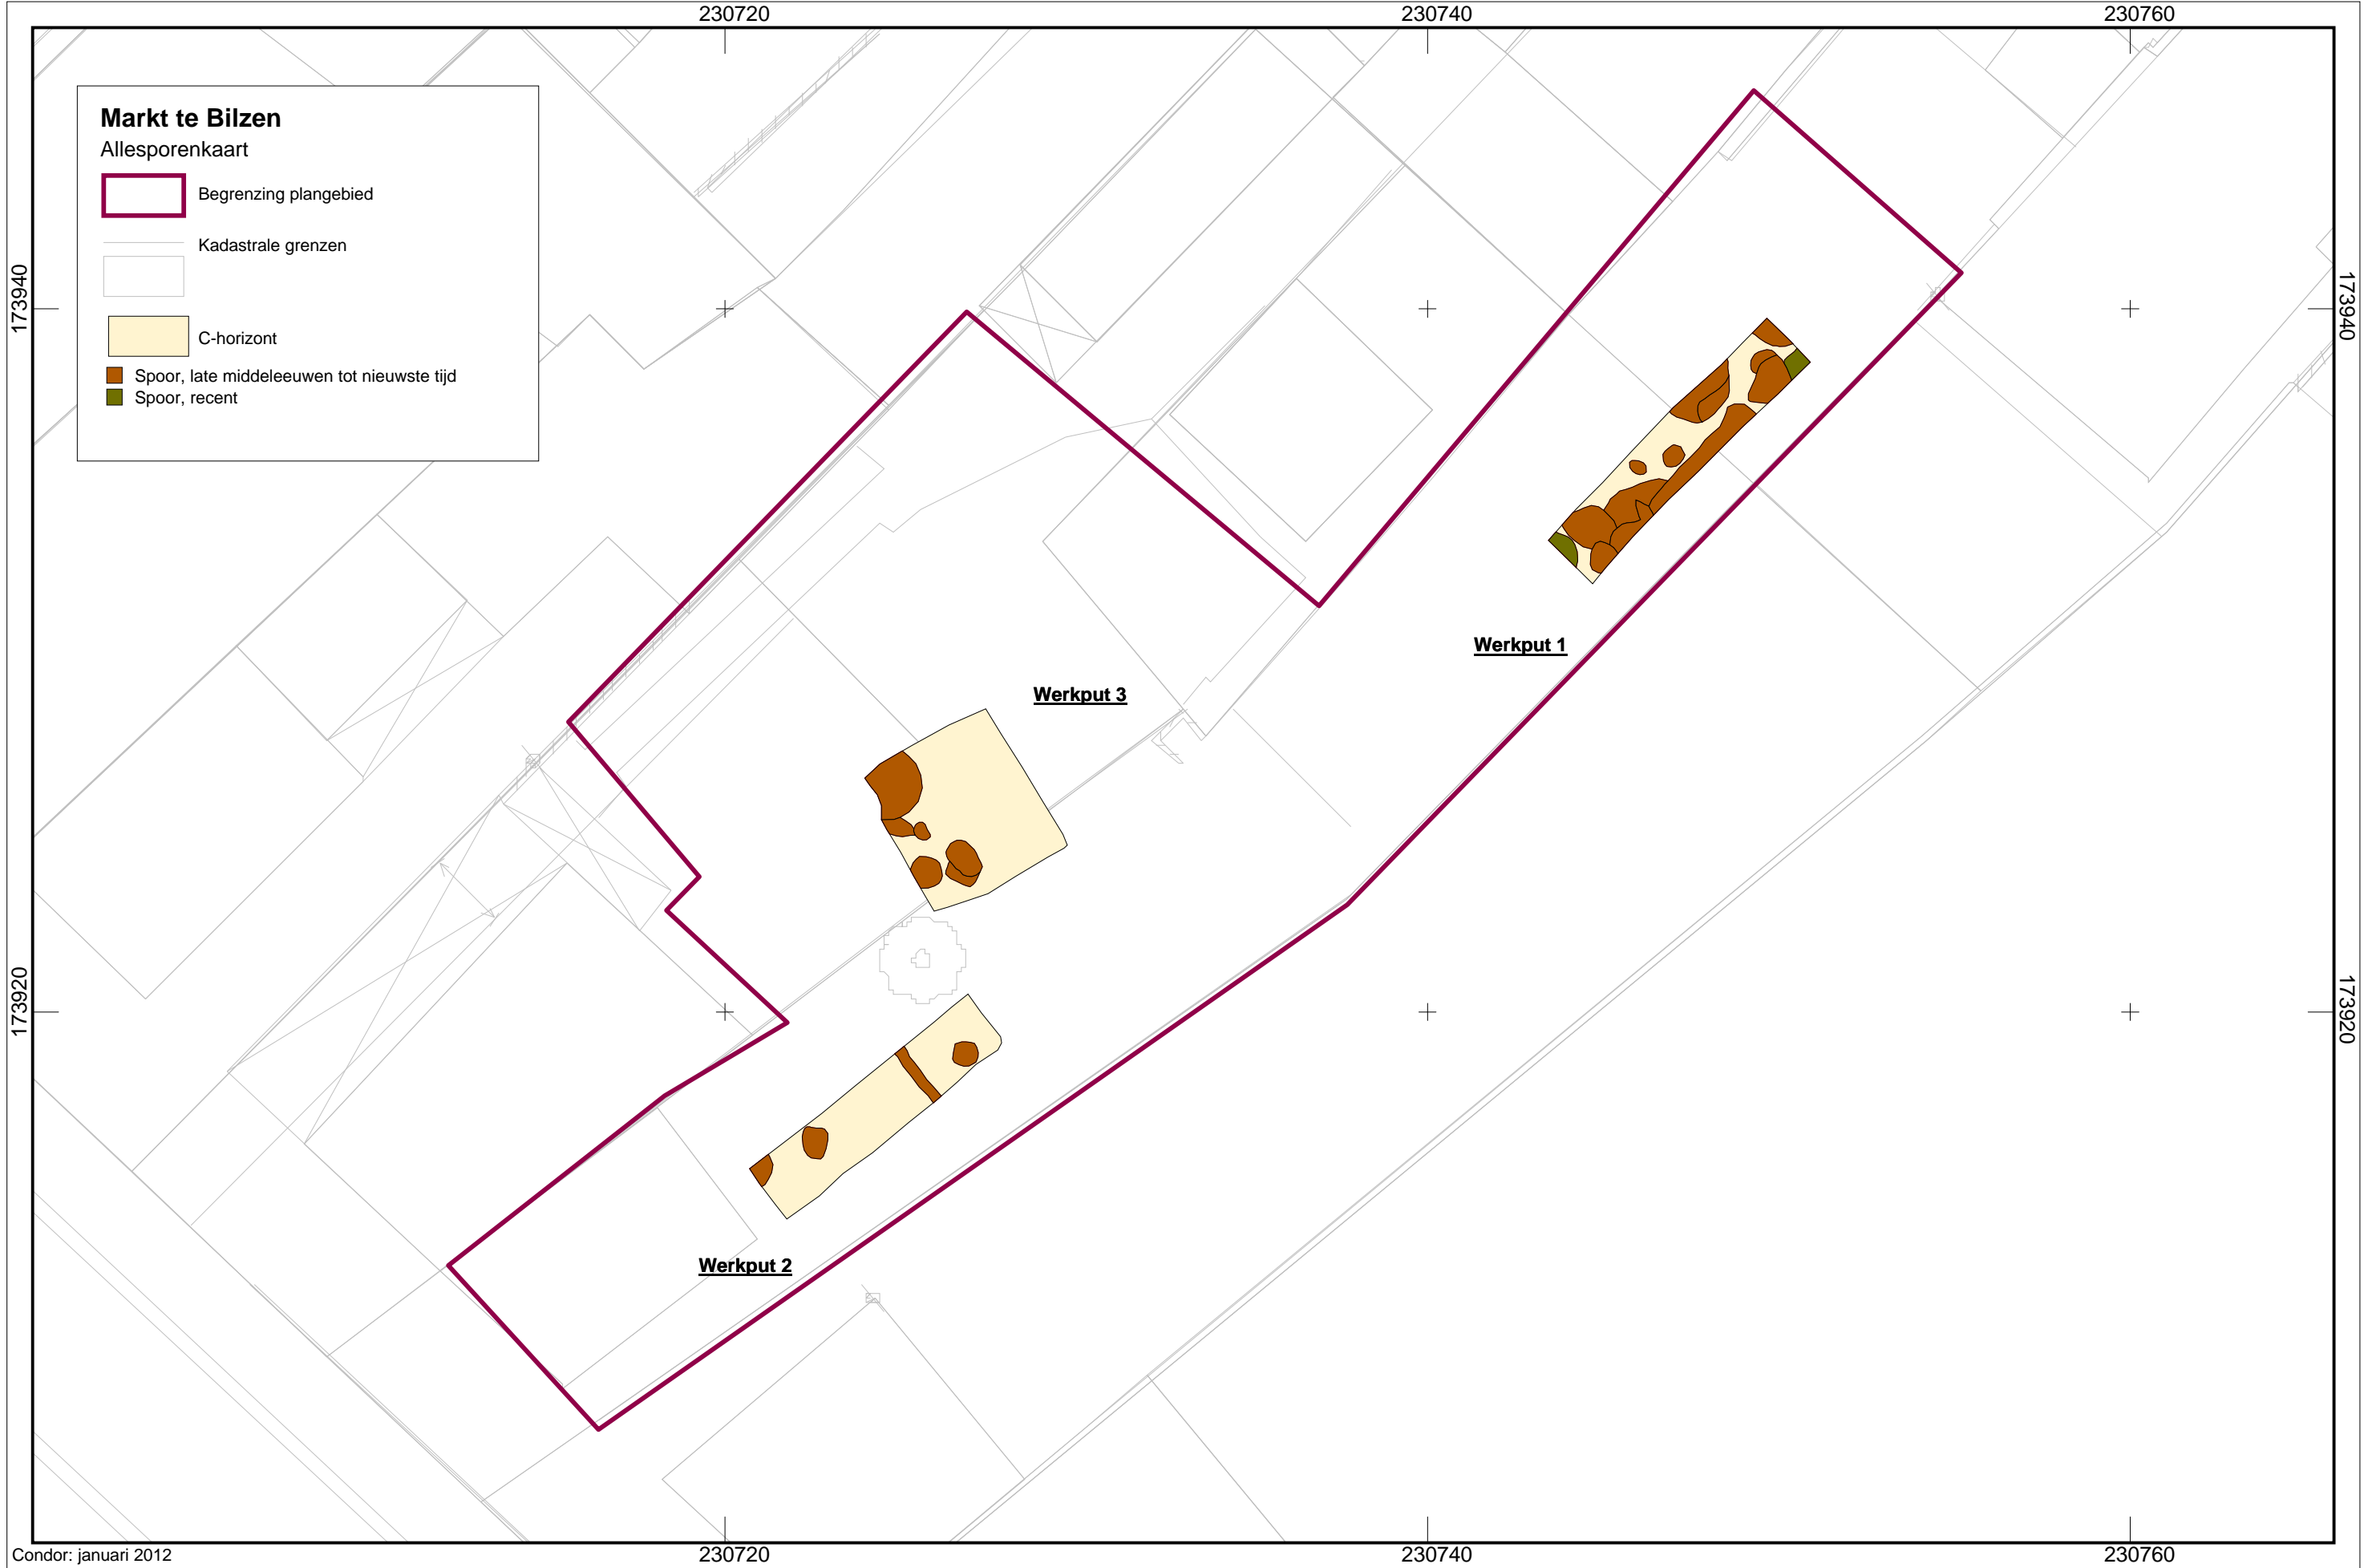 230720
230740
230760
Markt te Bilzen
Allesporenkaart
Begrenzing plangebied
Kadastrale grenzen
C-horizont
Spoor, late middeleeuwen tot nieuwste tijd
Spoor, recent
173940
173940
Werkput 1
Werkput 3
173920
173920
Werkput 2
Condor: januari 2012
230720
230740
230760